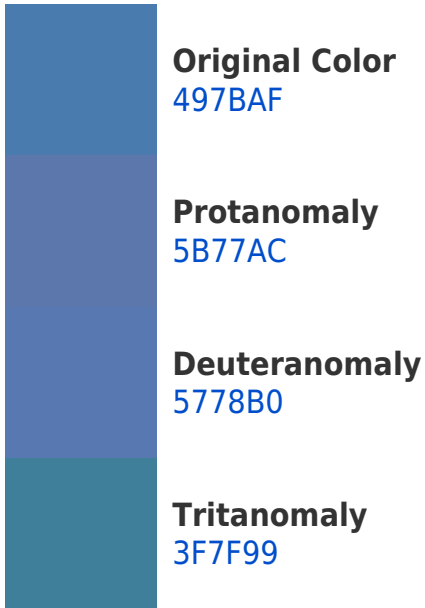 Original Color
497BAF
Protanomaly
5B77AC
Deuteranomaly
5778B0
Tritanomaly
3F7F99